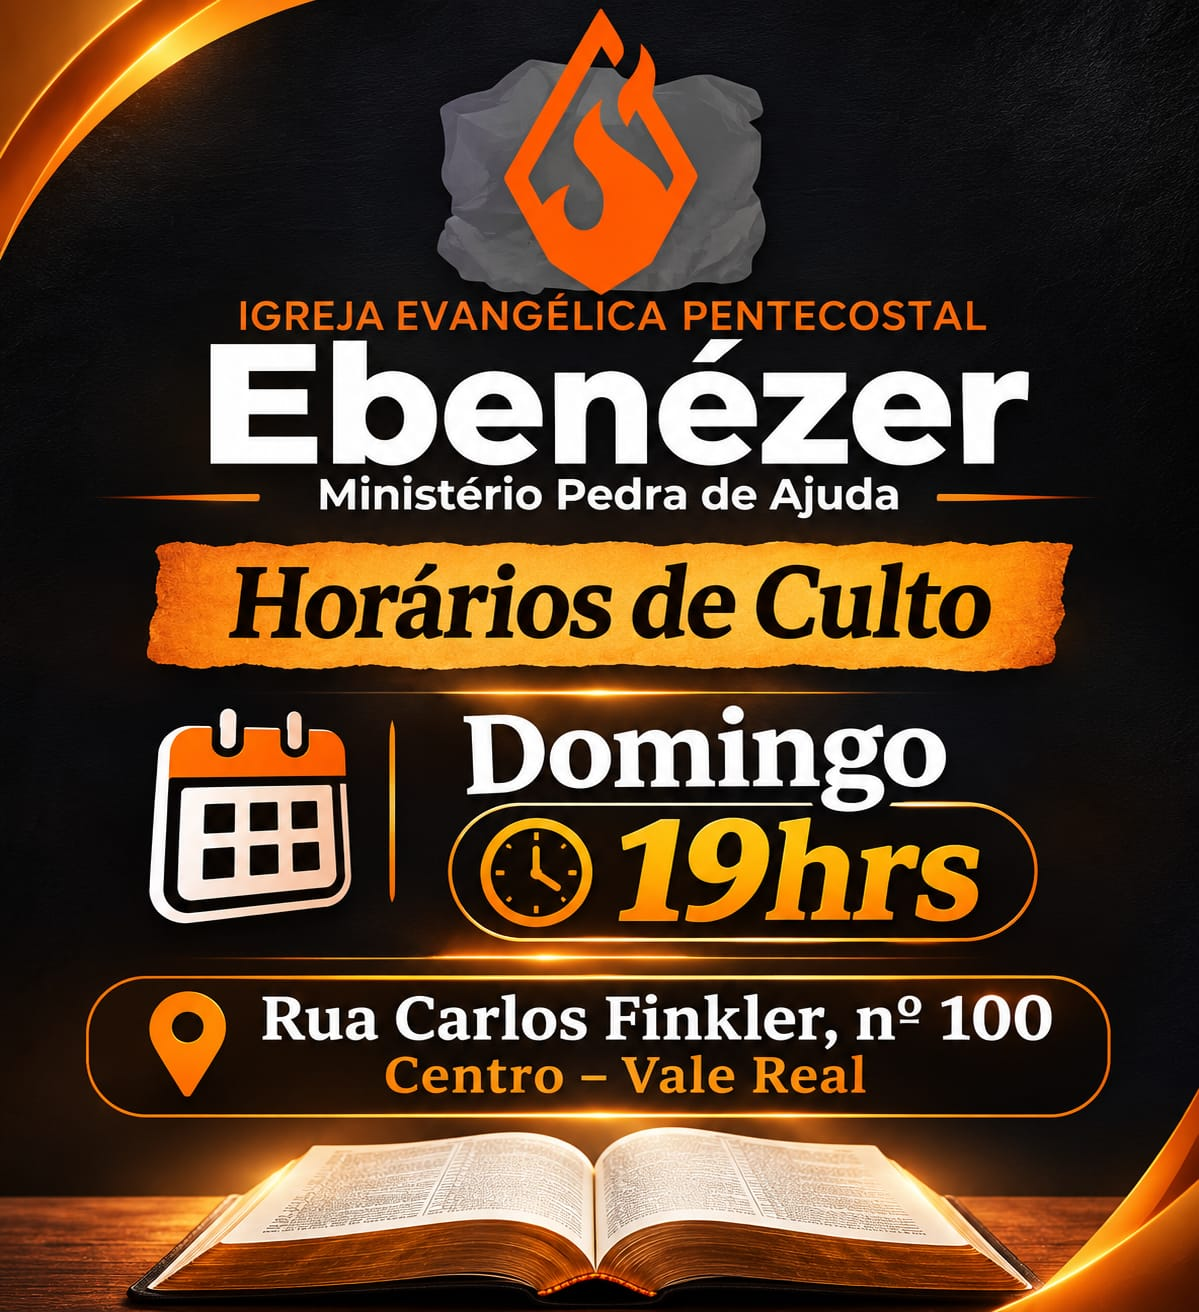 IGREJA EVANGÉLICA PENTECOSTAL
Ebenézer
Ministério Pedra de Ajuda
Horários de Culto
Domingo
19hrs
Rua Carlos Finkler, nº 100
Centro – Vale Real